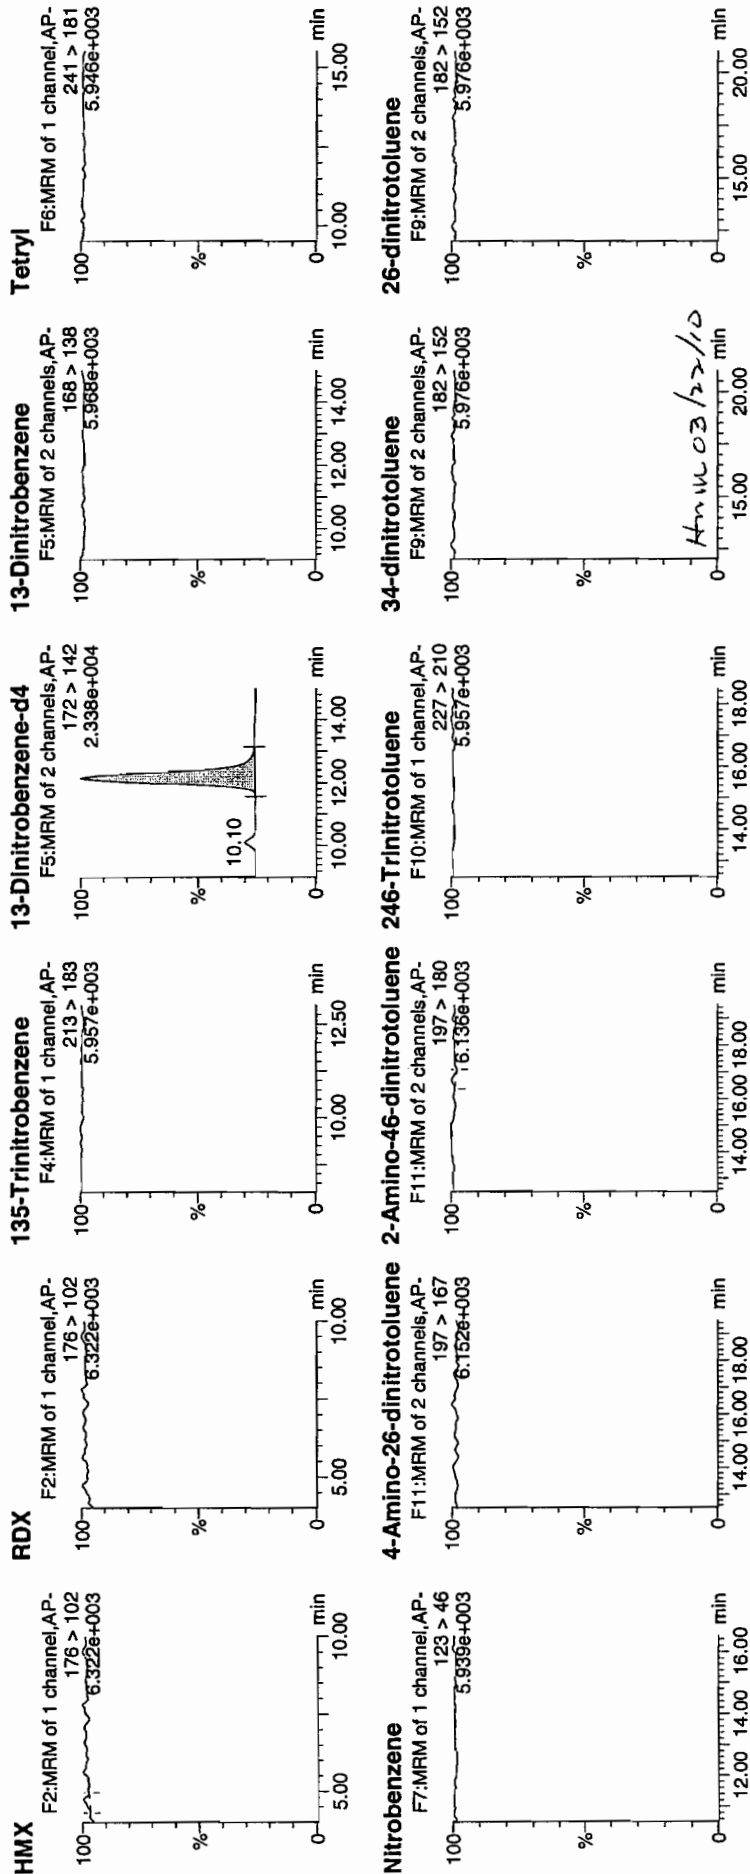 HMX
F2:MRM of 1 channel,AP-
176 > 102
6.322e+003
100
%
0
5.00
10.00
min
RDX
F2:MRM of 1 channel,AP-
176 > 102
6.322e+003
100
%
0
5.00
10.00
min
135-Trinitrobenzene
F4:MRM of 1 channel,AP-
213 > 183
5.957e+003
100
%
0
10.00
12.50
min
13-Dinitrobenzene-d4
F5:MRM of 2 channels,AP-
172 > 142
2.338e+004
100
%
10.10
0
10.00
12.00
14.00
min
13-Dinitrobenzene
F5:MRM of 2 channels,AP-
168 > 138
5.968e+003
100
%
0
10.00
12.00
14.00
min
Tetryl
F6:MRM of 1 channel,AP-
241 > 181
5.946e+003
100
%
0
10.00
15.00
min
Nitrobenzene
F7:MRM of 1 channel,AP-
123 > 46
5.939e+003
100
%
0
12.00
14.00
16.00
min
4-Amino-26-dinitrotoluene
F11:MRM of 2 channels,AP-
197 > 167
6.152e+003
100
%
0
14.00
16.00
18.00
min
2-Amino-46-dinitrotoluene
F11:MRM of 2 channels,AP-
197 > 180
6.136e+003
100
%
0
14.00
16.00
18.00
min
246-Trinitrotoluene
F10:MRM of 1 channel,AP-
227 > 210
5.957e+003
100
%
0
14.00
16.00
18.00
min
34-dinitrotoluene
F9:MRM of 2 channels,AP-
182 > 152
5.976e+003
100
%
0
15.00
20.00
min
03/22/10
26-dinitrotoluene
F9:MRM of 2 channels,AP-
182 > 152
5.976e+003
100
%
0
15.00
20.00
min